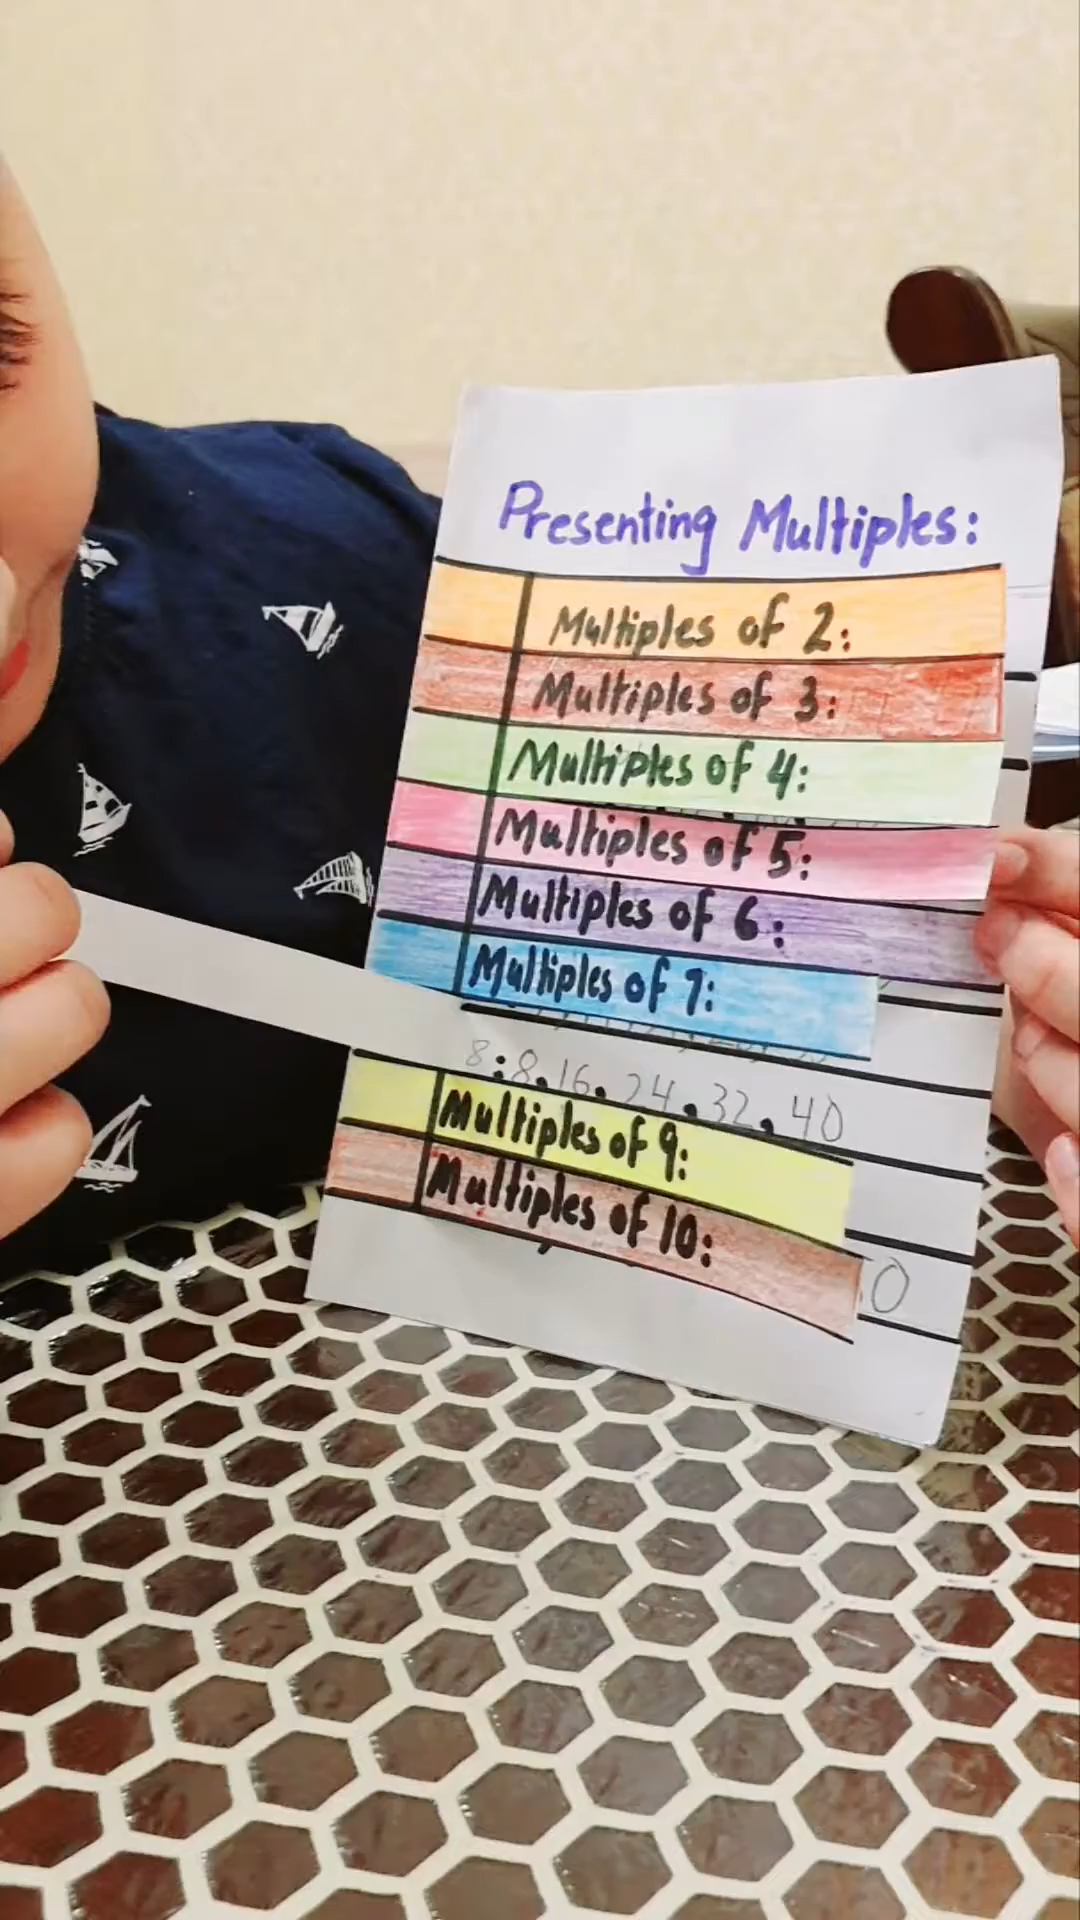 Presenting Multiples:
Multiples of 2:
Multiples of 3:
Multiples of 4:
Multiples of 5:
Multiples of 6:
Multiples of 7:
8:8,16,24,32,40
Multiples of 9:
Multiples of 10: